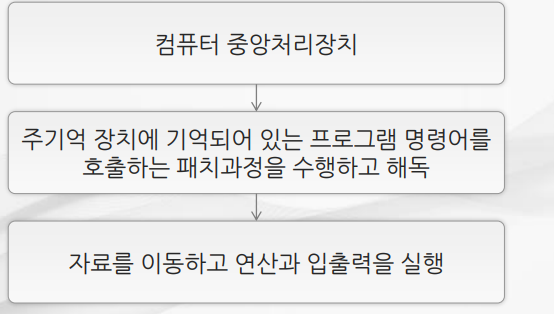 컴퓨터 중앙처리장치
주기억 장치에 기억되어 있는 프로그램 명령어를
호출하는 패치과정을 수행하고 해독
자료를 이동하고 연산과 입출력을 실행